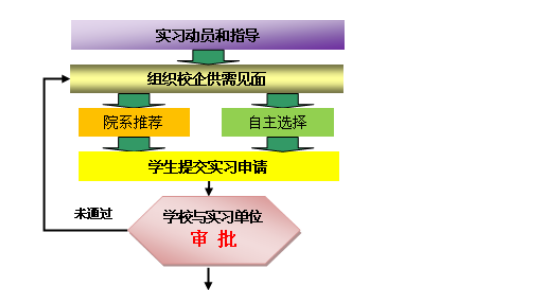 实习动员和指导
组织校企供需见面
院系推荐
自主选择
学生提交实习申请
未通过
学校与实习单位
审 批